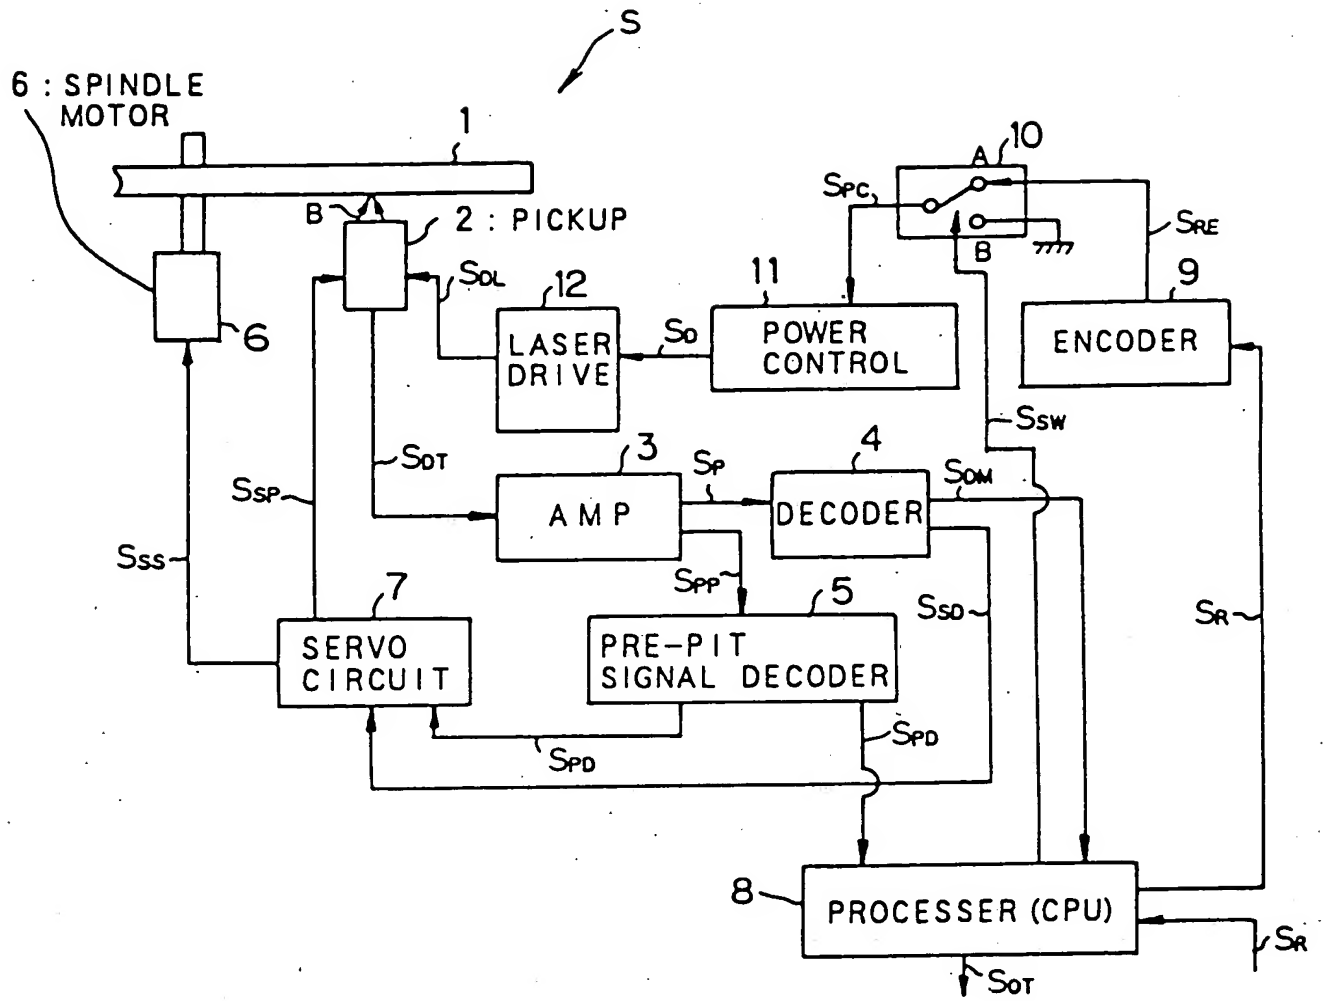 S
6 : SPINDLE
MOTOR
1
10
A
SPC
B
2 : PICKUP
B
SRE
SDL
12
11
9
6
LASER
DRIVE
SD
POWER
CONTROL
ENCODER
SSW
SDT
3
SP
4
SDM
SSP
AMP
DECODER
SSS
SPP
7
5
SSD
SR
SERVO
CIRCUIT
PRE-PIT
SIGNAL DECODER
SPD
SPD
8
PROCESSER (CPU)
SR
SOT